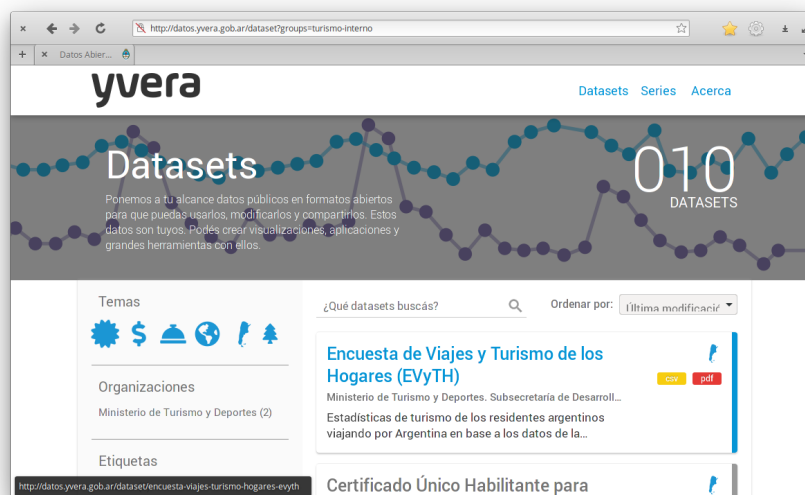 http://datos.yvera.gob.ar/dataset?groups=turismo-interno
Datos Abier...
yvera
Datasets Series Acerca
Datasets
Ponemos a tu alcance datos públicos en formatos abiertos
para que puedas usarlos, modificarlos y compartirlos. Estos
datos son tuyos. Podés crear visualizaciones, aplicaciones y
grandes herramientas con ellos.
010
DATASETS
Temas
Organizaciones
Ministerio de Turismo y Deportes (2)
Etiquetas
¿Qué datasets buscás?
Ordenar por: Última modificació
Encuesta de Viajes y Turismo de los
Hogares (EVyTH)
csv pdf
Ministerio de Turismo y Deportes. Subsecretaría de Desarroll...
Estadísticas de turismo de los residentes argentinos
viajando por Argentina en base a los datos de la...
Certificado Único Habilitante para
http://datos.yvera.gob.ar/dataset/encuesta-viajes-turismo-hogares-evyth